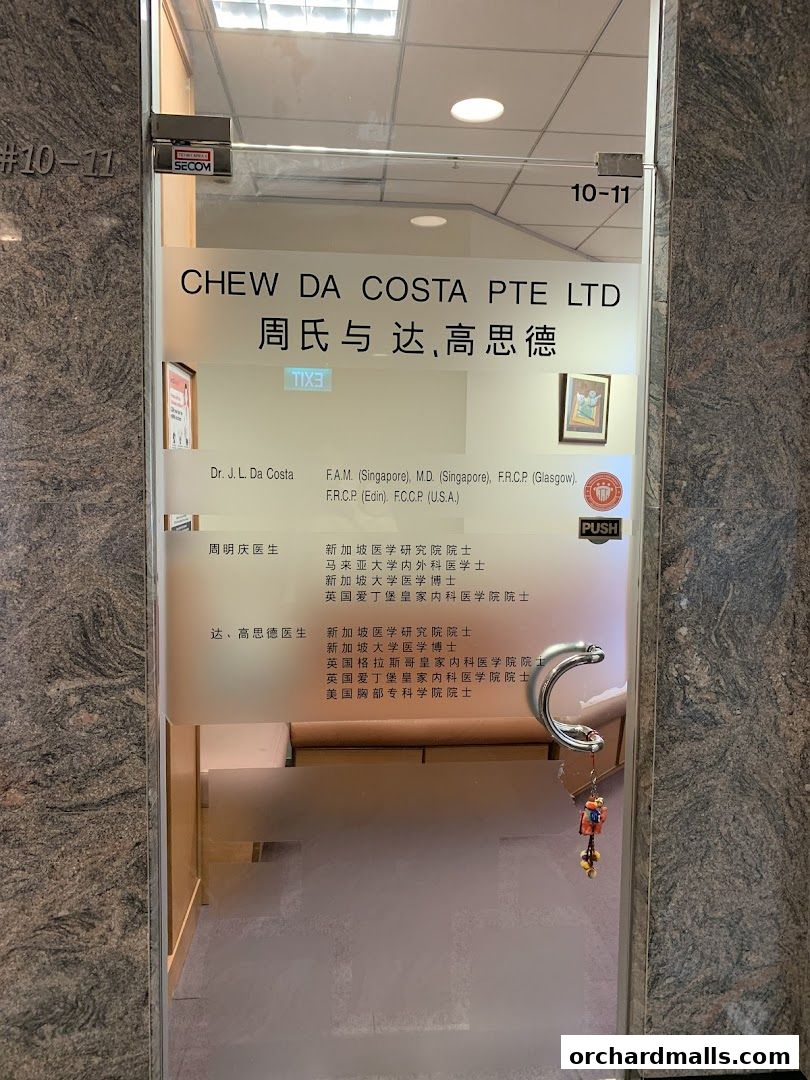 #10-11
SECOM
10-11
CHEW DA COSTA PTE LTD
周氏与 达、高思德
EXIT
Dr. J. L. Da Costa F.A.M. (Singapore), M.D. (Singapore), F.R.C.P. (Glasgow).
F.R.C.P. (Edin). F.C.C.P. (U.S.A.)
PUSH
周明庆医生 新加坡医学研究院院士
马来亚大学内外科医学士
新加坡大学医学博士
英国爱丁堡皇家内科医学院院士
达、高思德医生 新加坡医学研究院院士
新加坡大学医学博士
英国格拉斯哥皇家内科医学院院士
英国爱丁堡皇家内科医学院院士
美国胸部专科学院院士
orchardmalls.com